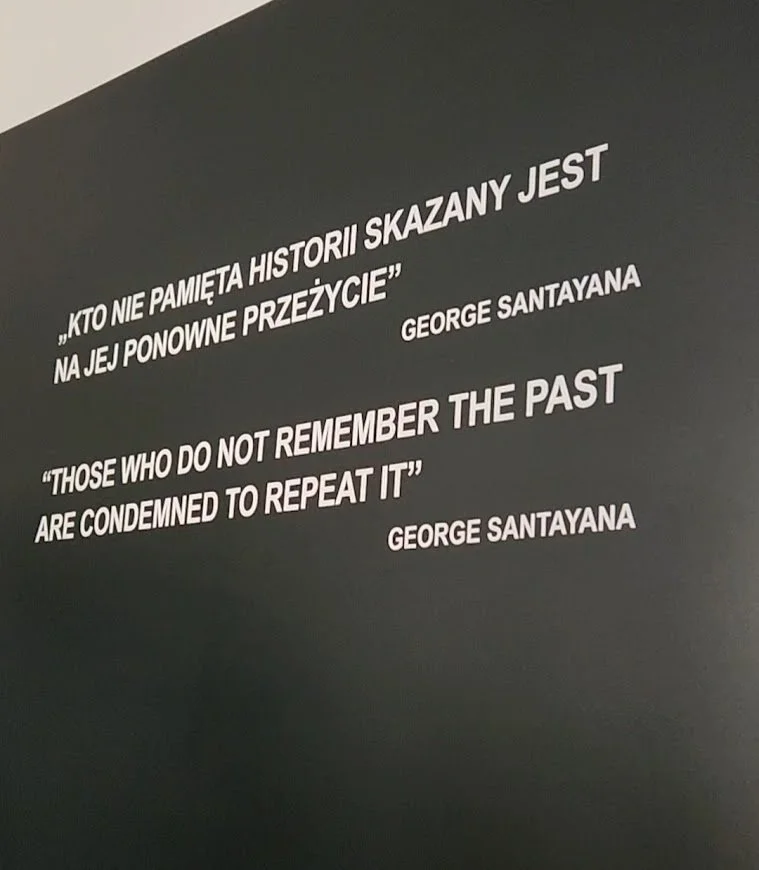 „KTO NIE PAMIĘTA HISTORII SKAZANY JEST
NA JEJ PONOWNE PRZEŻYCIE”
GEORGE SANTAYANA
“THOSE WHO DO NOT REMEMBER THE PAST
ARE CONDEMNED TO REPEAT IT”
GEORGE SANTAYANA